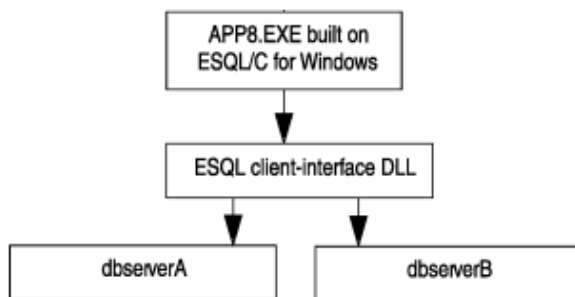 APP8.EXE built on
ESQL/C for Windows
ESQL client-interface DLL
dbserverA
dbserverB